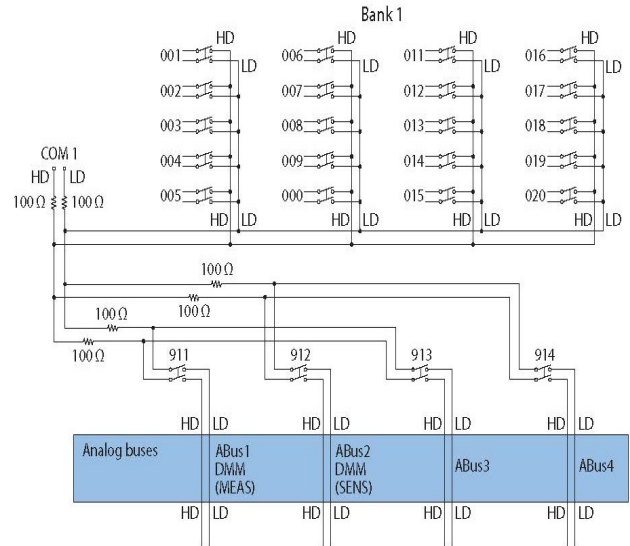 Bank 1
HD HD HD HD
001 006 011 016
LD LD LD LD
002 007 012 017
003 008 013 018
COM 1
004 009 014 019
HD LD
005 000 015 020
100 Ω 100 Ω
HD LD HD LD HD LD HD LD
100 Ω
100 Ω
100 Ω
100 Ω
911 912 913 914
HD LD HD LD HD LD HD LD
Analog buses
ABus1
DMM
(MEAS)
ABus2
DMM
(SENS)
ABus3
ABus4
HD LD HD LD HD LD HD LD